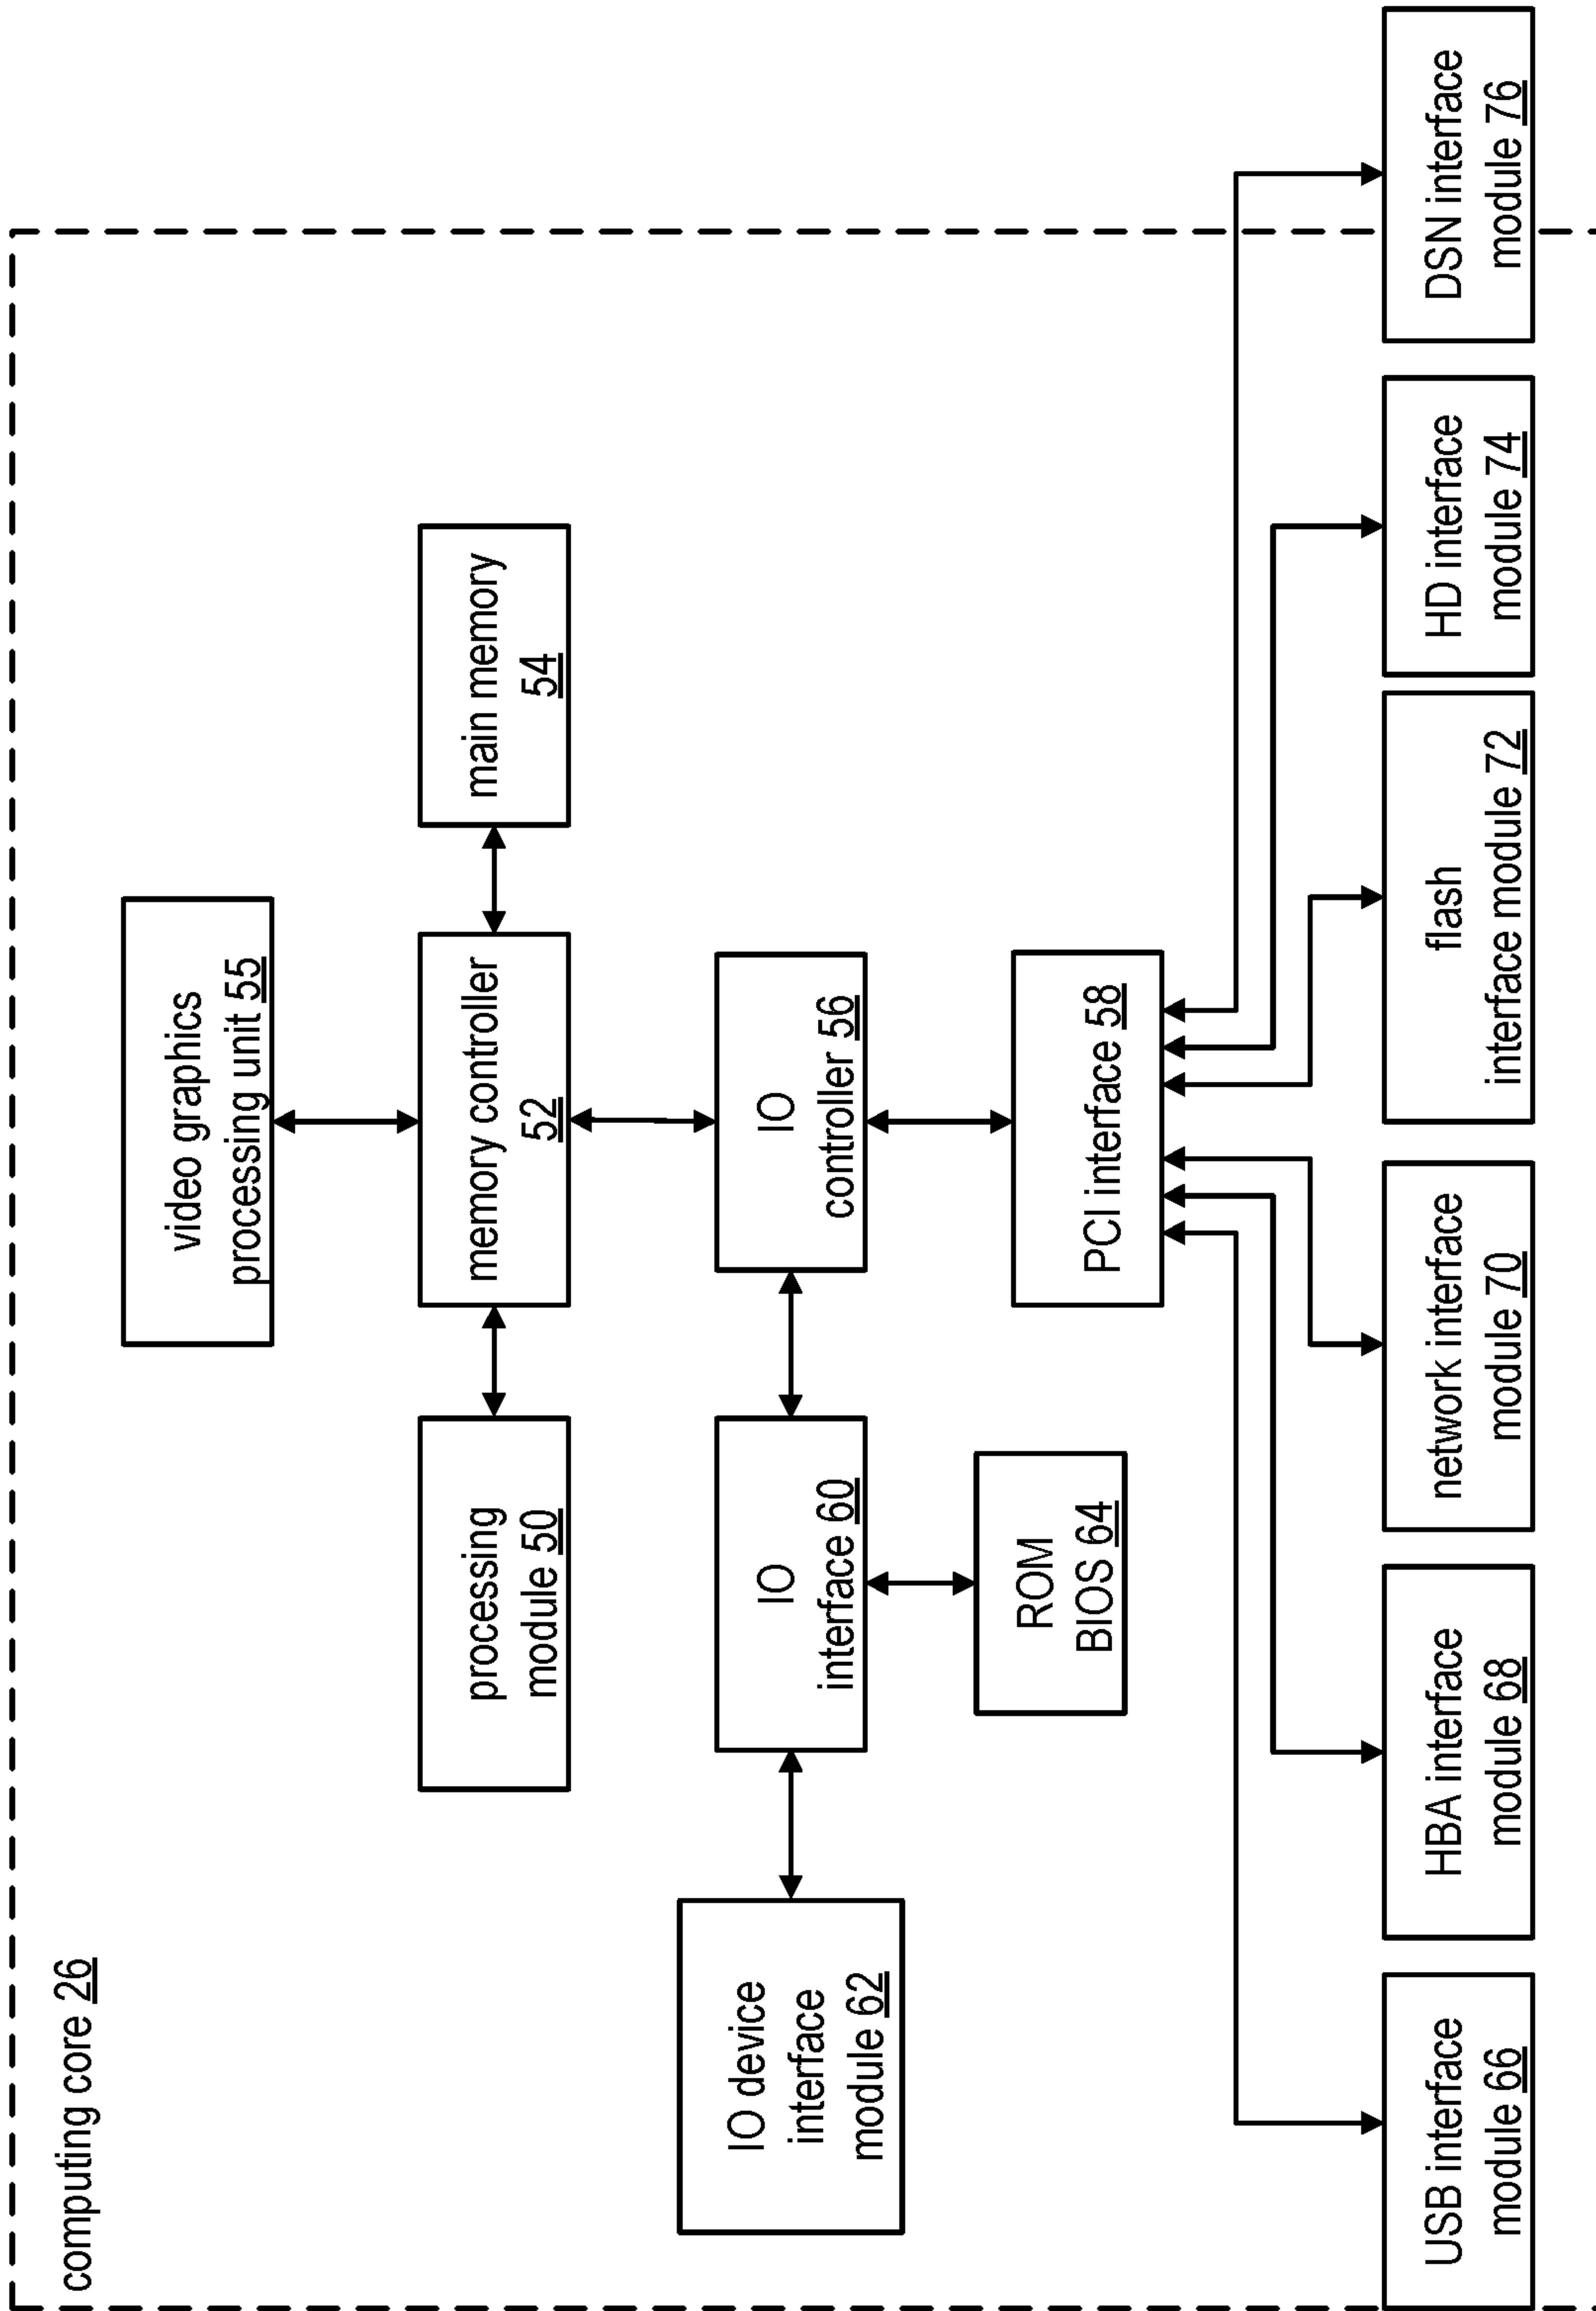 computing core 26
video graphics
processing unit 55
processing
module 50
memory controller
52
main memory
54
IO device
interface
module 62
IO
interface 60
IO
controller 56
ROM
BIOS 64
PCI interface 58
USB interface
module 66
HBA interface
module 68
network interface
module 70
flash
interface module 72
HD interface
module 74
DSN interface
module 76